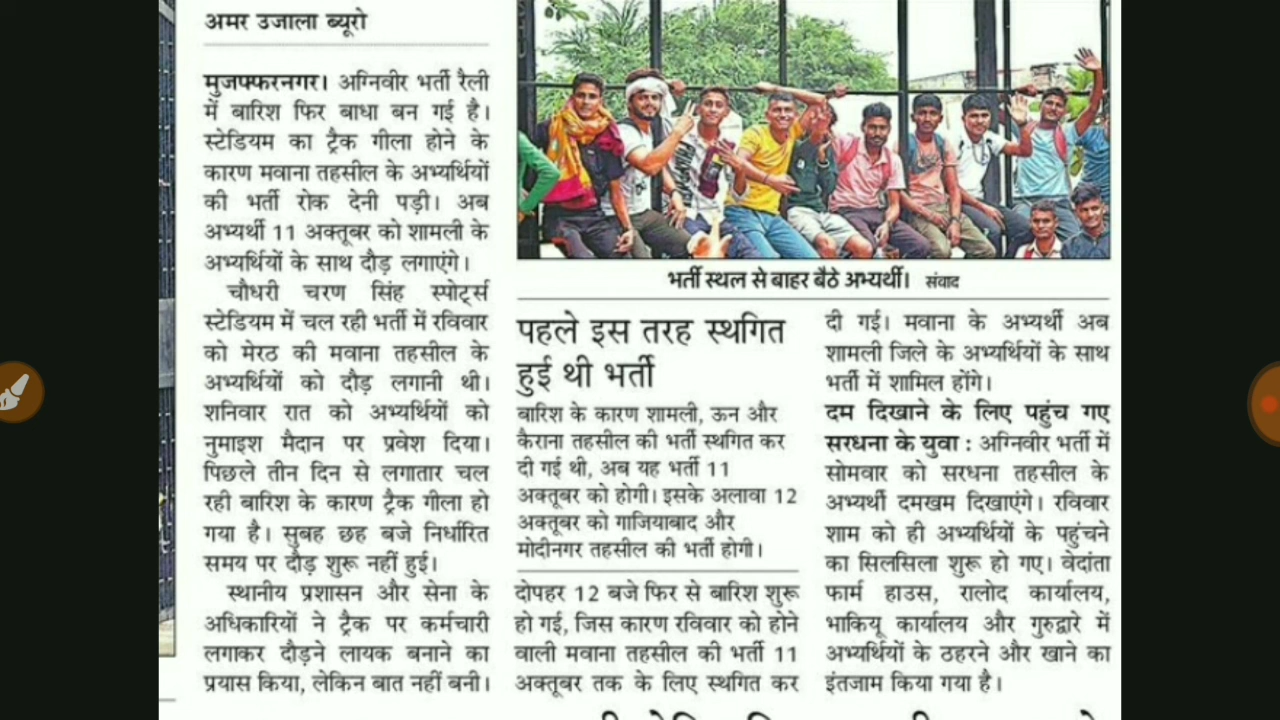 अमर उजाला ब्यूरो
मुजफ्फरनगर। अग्निवीर भर्ती रैली
में बारिश फिर बाधा बन गई है।
स्टेडियम का ट्रैक गीला होने के
कारण मवाना तहसील के अभ्यर्थियों
की भर्ती रोक देनी पड़ी। अब
अभ्यर्थी 11 अक्तूबर को शामली के
अभ्यर्थियों के साथ दौड़ लगाएंगे।
चौधरी चरण सिंह स्पोर्ट्स
स्टेडियम में चल रही भर्ती में रविवार
को मेरठ की मवाना तहसील के
अभ्यर्थियों को दौड़ लगानी थी।
शनिवार रात को अभ्यर्थियों को
नुमाइश मैदान पर प्रवेश दिया।
पिछले तीन दिन से लगातार चल
रही बारिश के कारण ट्रैक गीला हो
गया है। सुबह छह बजे निर्धारित
समय पर दौड़ शुरू नहीं हुई।
स्थानीय प्रशासन और सेना के
अधिकारियों ने ट्रैक पर कर्मचारी
लगाकर दौड़ने लायक बनाने का
प्रयास किया, लेकिन बात नहीं बनी।
भर्ती स्थल से बाहर बैठे अभ्यर्थी। संवाद
पहले इस तरह स्थगित
हुई थी भर्ती
बारिश के कारण शामली, ऊन और
कैराना तहसील की भर्ती स्थगित कर
दी गई थी, अब यह भर्ती 11
अक्तूबर को होगी। इसके अलावा 12
अक्तूबर को गाजियाबाद और
मोदीनगर तहसील की भर्ती होगी।
दोपहर 12 बजे फिर से बारिश शुरू
हो गई, जिस कारण रविवार को होने
वाली मवाना तहसील की भर्ती 11
अक्तूबर तक के लिए स्थगित कर
दी गई। मवाना के अभ्यर्थी अब
शामली जिले के अभ्यर्थियों के साथ
भर्ती में शामिल होंगे।
दम दिखाने के लिए पहुंच गए
सरधना के युवा : अग्निवीर भर्ती में
सोमवार को सरधना तहसील के
अभ्यर्थी दमखम दिखाएंगे। रविवार
शाम को ही अभ्यर्थियों के पहुंचने
का सिलसिला शुरू हो गए। वेदांता
फार्म हाउस, रालोद कार्यालय,
भाकियू कार्यालय और गुरुद्वारे में
अभ्यर्थियों के ठहरने और खाने का
इंतजाम किया गया है।